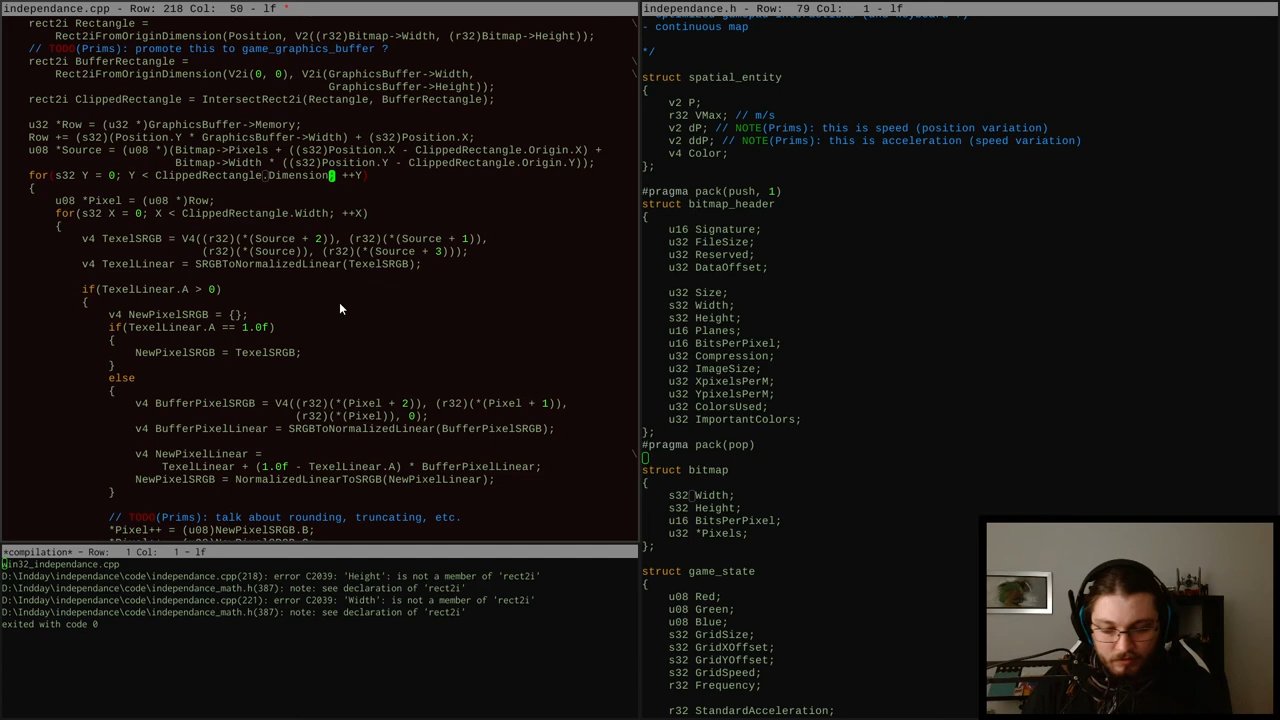 independance.cpp - Row: 218 Col:  50 - lf *
rect2i Rectangle =
Rect2iFromOriginDimension(Position, V2((r32)Bitmap->Width, (r32)Bitmap->Height));
// TODO(Prims): promote this to game_graphics_buffer ?
rect2i BufferRectangle =
Rect2iFromOriginDimension(V2i(0, 0), V2i(GraphicsBuffer->Width,
GraphicsBuffer->Height));
rect2i ClippedRectangle = IntersectRect2i(Rectangle, BufferRectangle);
u32 *Row = (u32 *)GraphicsBuffer->Memory;
Row += (s32)(Position.Y * GraphicsBuffer->Width) + (s32)Position.X;
u08 *Source = (u08 *)(Bitmap->Pixels + ((s32)Position.X - ClippedRectangle.Origin.X) +
Bitmap->Width * ((s32)Position.Y - ClippedRectangle.Origin.Y));
for(s32 Y = 0; Y < ClippedRectangle.Dimension; ++Y)
{
u08 *Pixel = (u08 *)Row;
for(s32 X = 0; X < ClippedRectangle.Width; ++X)
{
v4 TexelSRGB = V4((r32)(*(Source + 2)), (r32)(*(Source + 1)),
(r32)(*(Source)), (r32)(*(Source + 3)));
v4 TexelLinear = SRGBToNormalizedLinear(TexelSRGB);
if(TexelLinear.A > 0)
{
v4 NewPixelSRGB = {};
if(TexelLinear.A == 1.0f)
{
NewPixelSRGB = TexelSRGB;
}
else
{
v4 BufferPixelSRGB = V4((r32)(*(Pixel + 2)), (r32)(*(Pixel + 1)),
(r32)(*(Pixel)), 0);
v4 BufferPixelLinear = SRGBToNormalizedLinear(BufferPixelSRGB);
v4 NewPixelLinear =
TexelLinear + (1.0f - TexelLinear.A) * BufferPixelLinear;
NewPixelSRGB = NormalizedLinearToSRGB(NewPixelLinear);
}
// TODO(Prims): talk about rounding, truncating, etc.
*Pixel++ = (u08)NewPixelSRGB.B;
*compilation* - Row:   1 Col:   1 - lf
win32_independance.cpp
D:\Indday\independance\code\independance.cpp(218): error C2039: 'Height': is not a member of 'rect2i'
D:\Indday\independance\code\independance_math.h(387): note: see declaration of 'rect2i
D:\Indday\independance\code\independance.cpp(221): error C2039: 'Width': is not a member of 'rect2i'
D:\Indday\independance\code\independance_math.h(387): note: see declaration of 'rect2i
exited with code 0
independance.h - Row:  79 Col:   1 - lf
- continuous map
*/
struct spatial_entity
{
v2 P;
r32 VMax; // m/s
v2 dP; // NOTE(Prims): this is speed (position variation)
v2 ddP; // NOTE(Prims): this is acceleration (speed variation)
v4 Color;
};
#pragma pack(push, 1)
struct bitmap_header
{
u16 Signature;
u32 FileSize;
u32 Reserved;
u32 DataOffset;
u32 Size;
s32 Width;
s32 Height;
u16 Planes;
u16 BitsPerPixel;
u32 Compression;
u32 ImageSize;
u32 XpixelsPerM;
u32 YpixelsPerM;
u32 ColorsUsed;
u32 ImportantColors;
};
#pragma pack(pop)
struct bitmap
{
s32 Width;
s32 Height;
u16 BitsPerPixel;
u32 *Pixels;
};
struct game_state
{
u08 Red;
u08 Green;
u08 Blue;
s32 GridSize;
s32 GridXOffset;
s32 GridYOffset;
s32 GridSpeed;
r32 Frequency;
r32 StandardAcceleration;